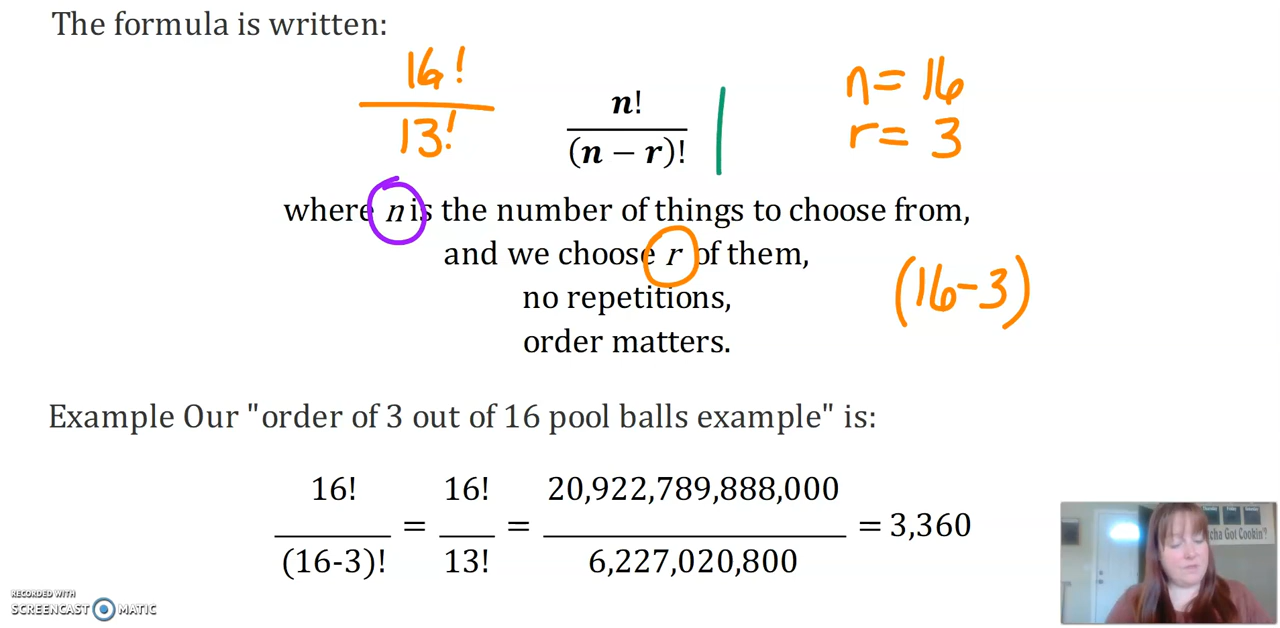 The formula is written:
16!
13!
n!
(n − r)!
n = 16
r = 3
where n is the number of things to choose from,
and we choose r of them,
(16-3)
no repetitions,
order matters.
Example Our "order of 3 out of 16 pool balls example" is:
16! 16! 20,922,789,888,000
= = = 3,360
(16-3)! 13! 6,227,020,800
RECORDED WITH
SCREENCAST MATIC
Got Cookin'?